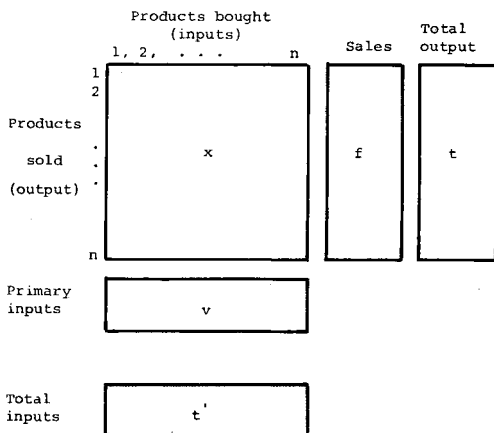 Products bought
(inputs)
1, 2, . . . n
Sales
Total
output
1
2
Products
.
sold
.
(output)
.
x
f
t
n
Primary
inputs
v
Total
inputs
t'